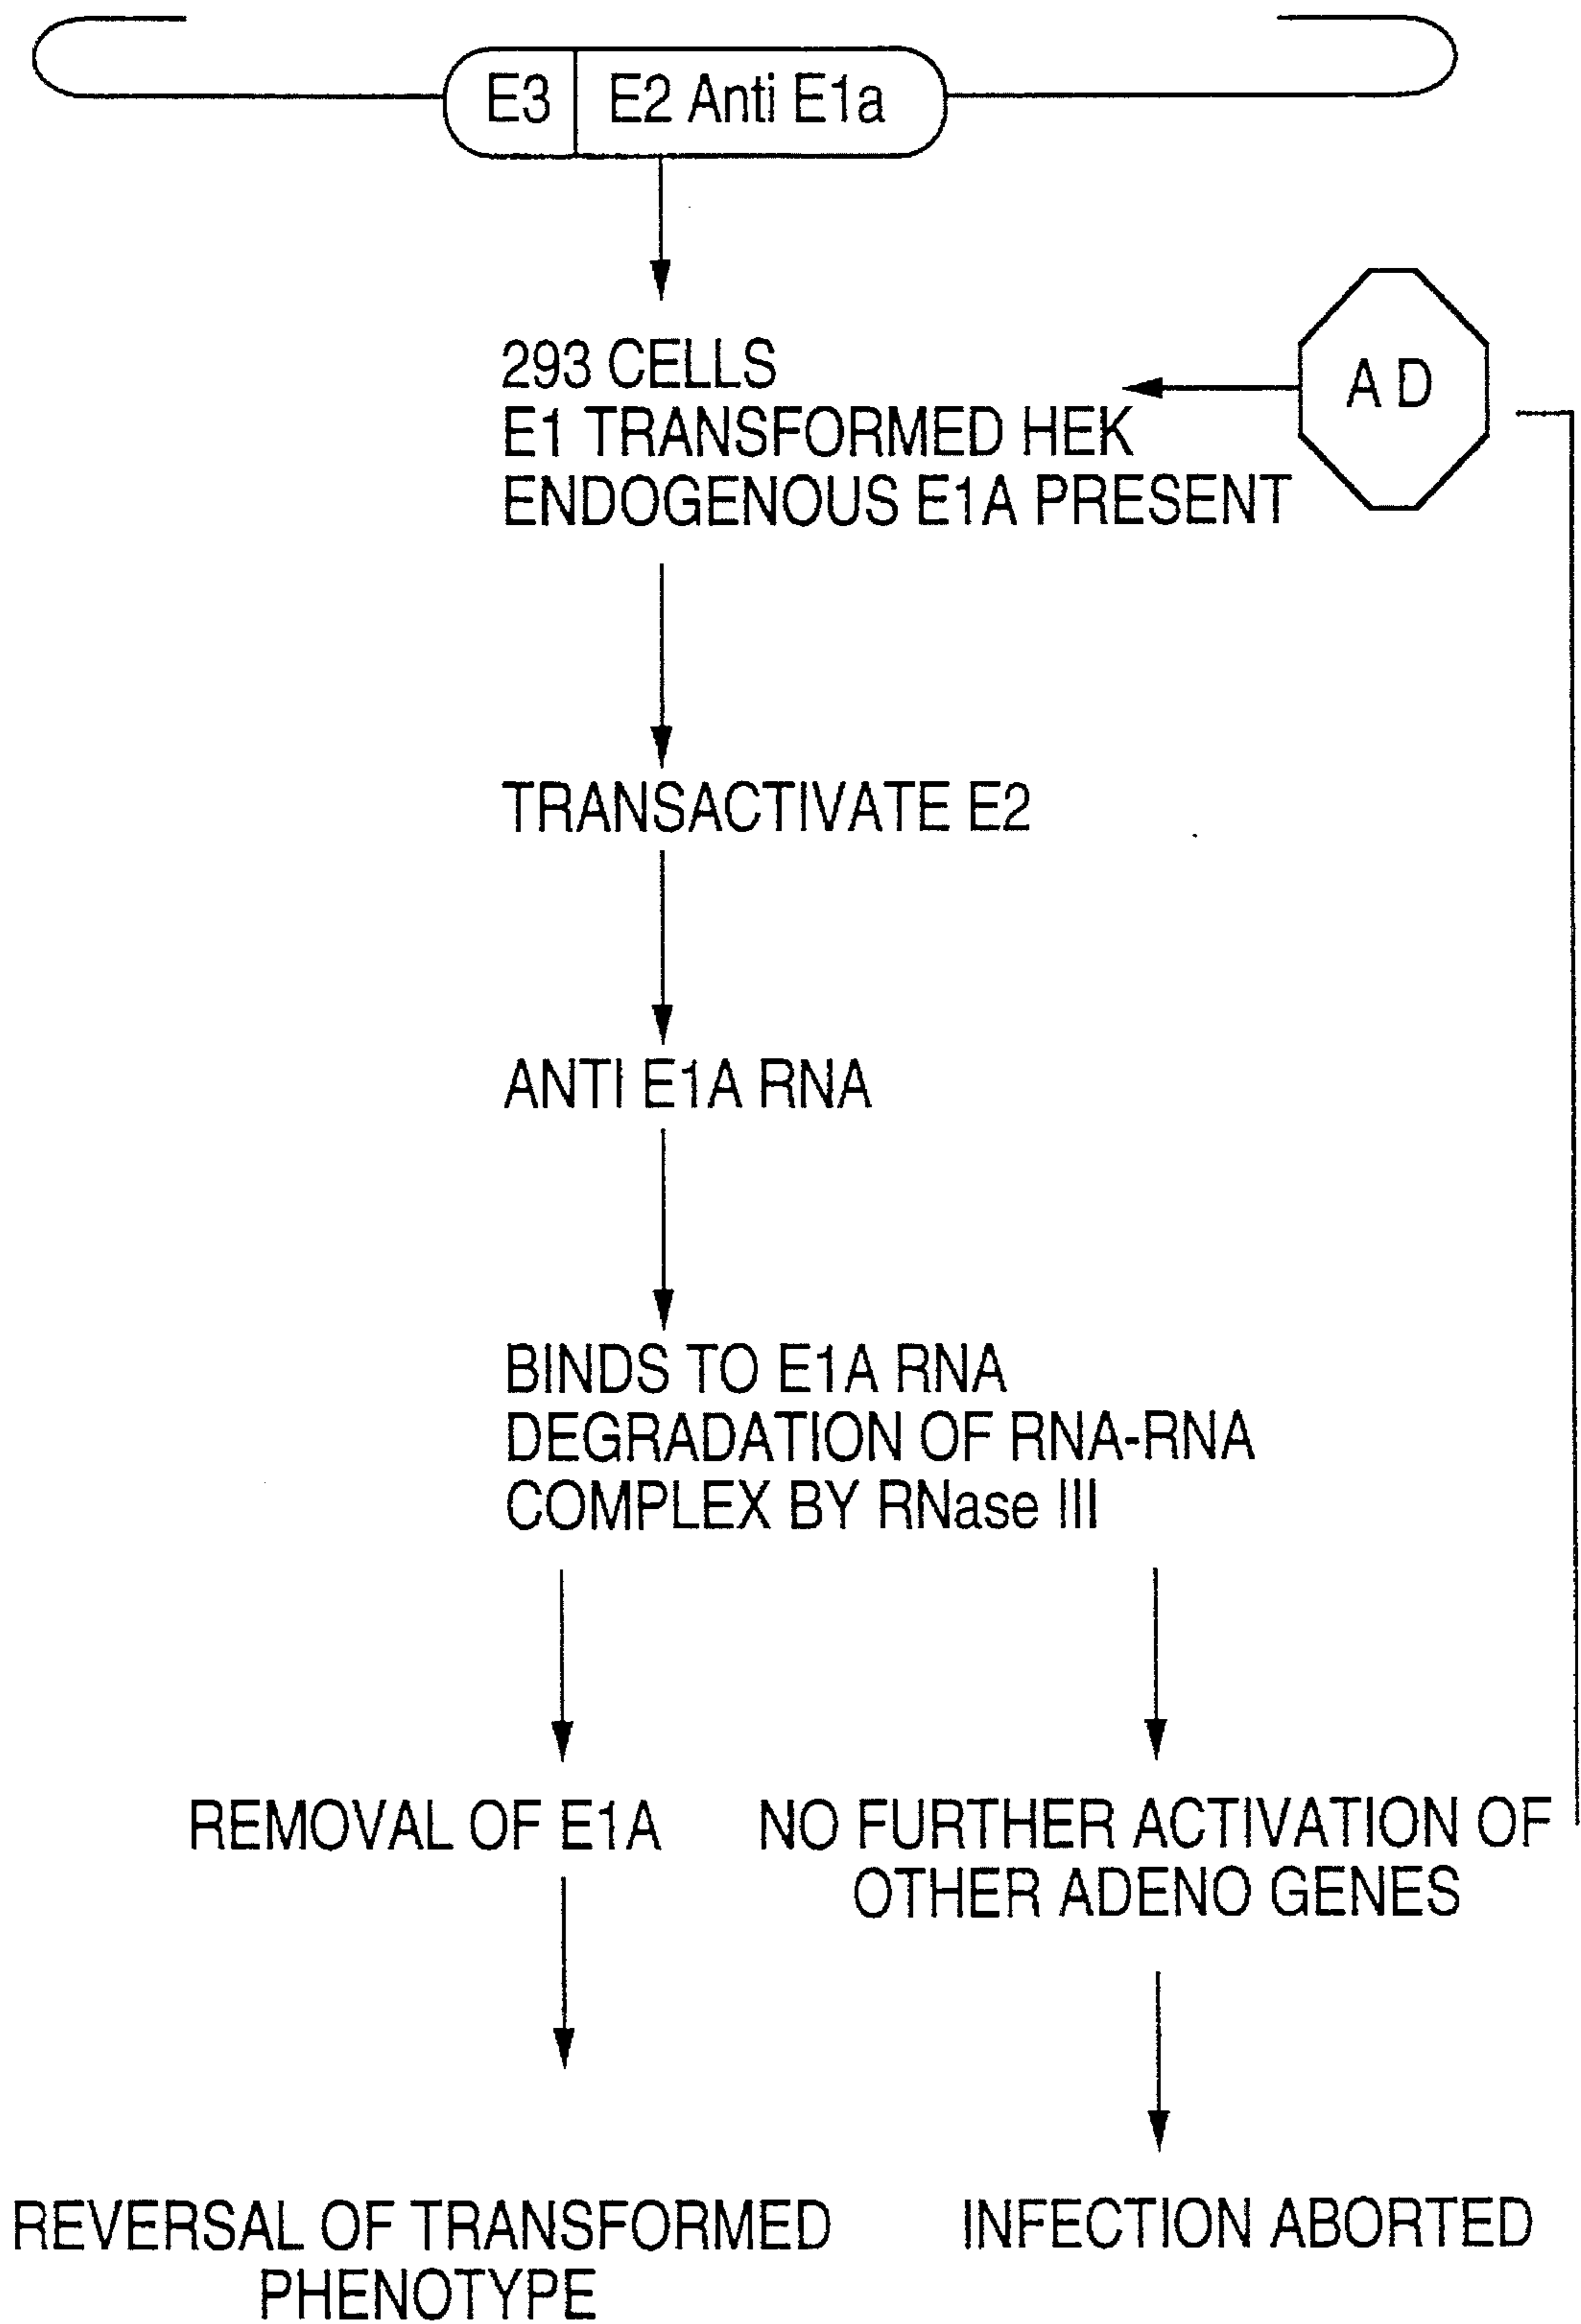 E3 E2 Anti E1a
293 CELLS
E1 TRANSFORMED HEK
ENDOGENOUS E1A PRESENT
A D
TRANSACTIVATE E2
ANTI E1A RNA
BINDS TO E1A RNA
DEGRADATION OF RNA-RNA
COMPLEX BY RNase III
REMOVAL OF E1A
NO FURTHER ACTIVATION OF
OTHER ADENO GENES
REVERSAL OF TRANSFORMED
PHENOTYPE
INFECTION ABORTED